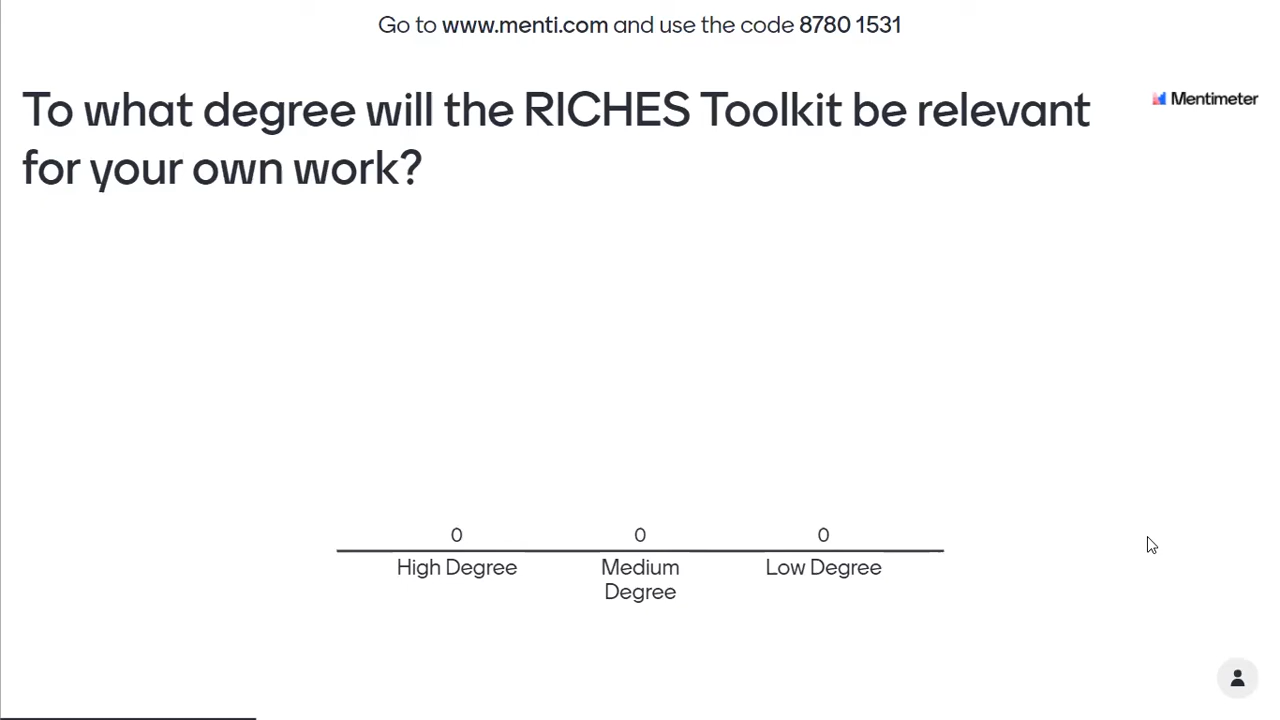 Go to www.menti.com and use the code 8780 1531
To what degree will the RICHES Toolkit be relevant
for your own work?
Mentimeter
0
0
0
High Degree
Medium
Degree
Low Degree